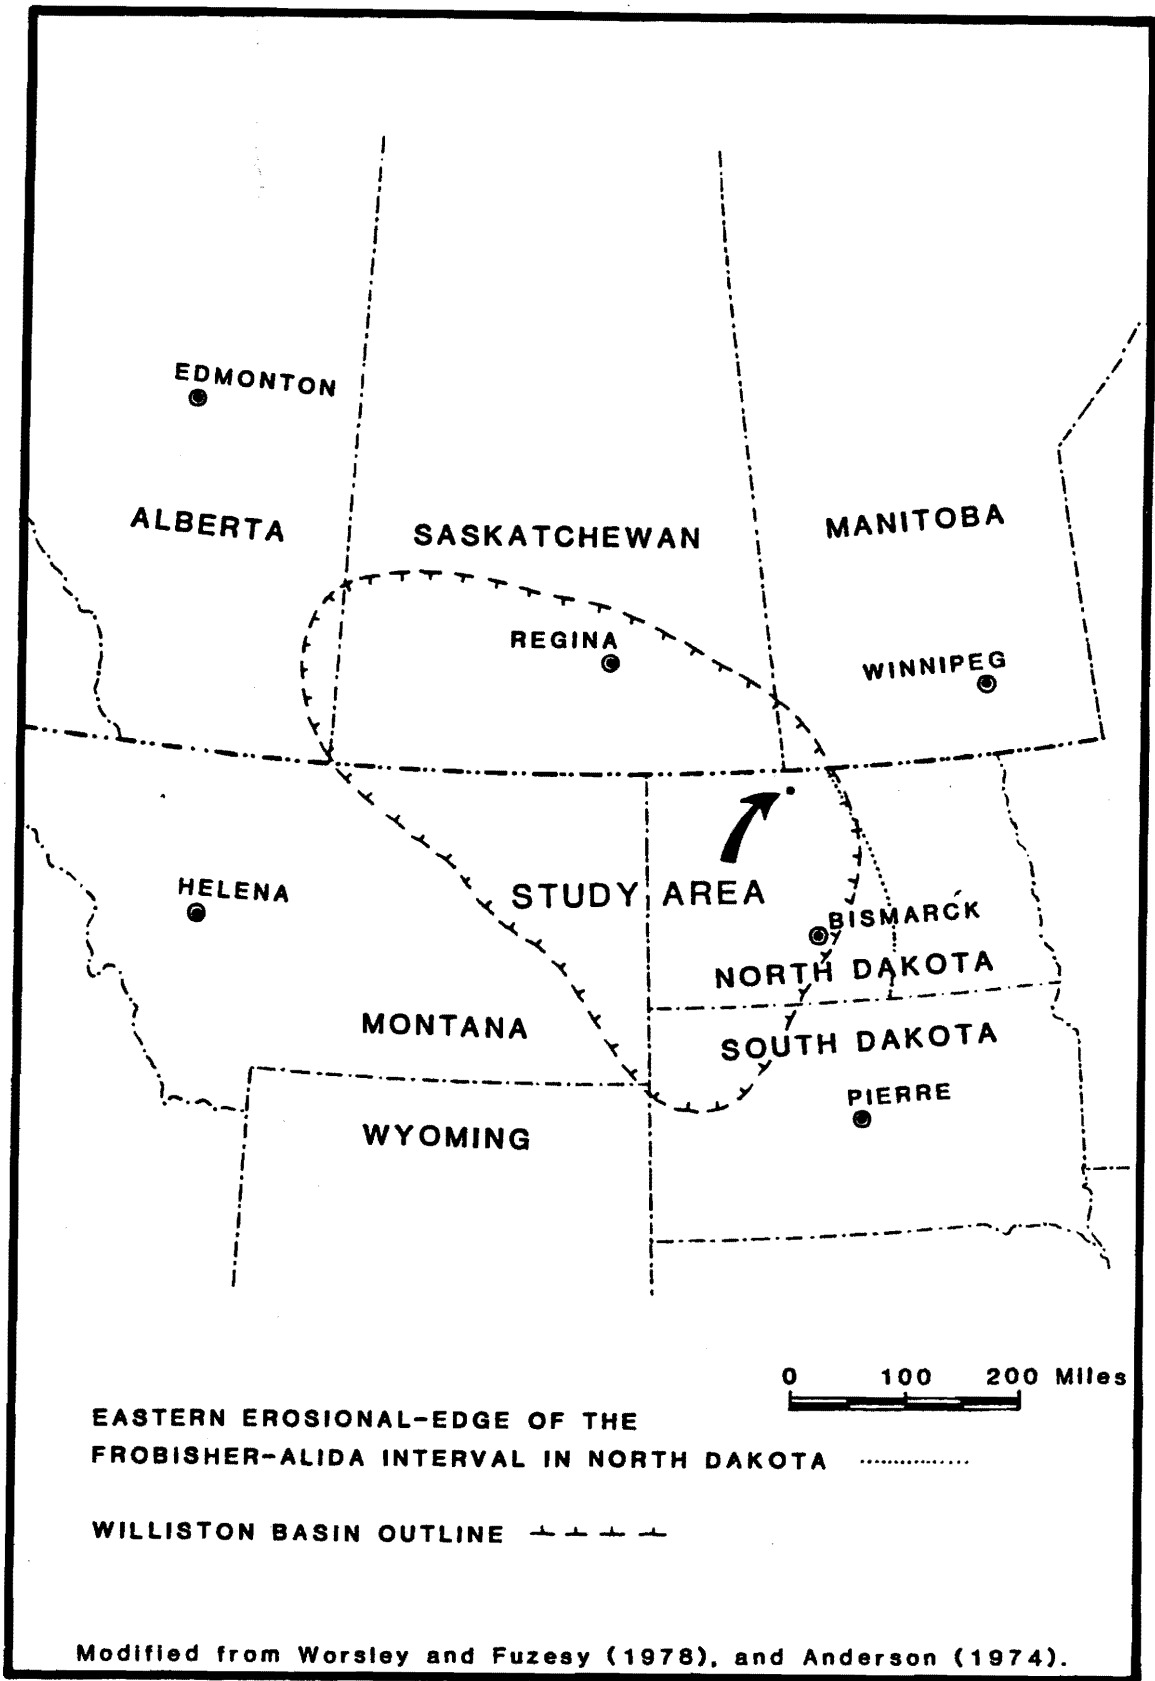 EDMONTON
ALBERTA
SASKATCHEWAN
MANITOBA
REGINA
WINNIPEG
HELENA
STUDY AREA
BISMARCK
NORTH DAKOTA
MONTANA
SOUTH DAKOTA
PIERRE
WYOMING
0 100 200 Miles
EASTERN EROSIONAL-EDGE OF THE
FROBISHER-ALIDA INTERVAL IN NORTH DAKOTA
WILLISTON BASIN OUTLINE
Modified from Worsley and Fuzesy (1978), and Anderson (1974).